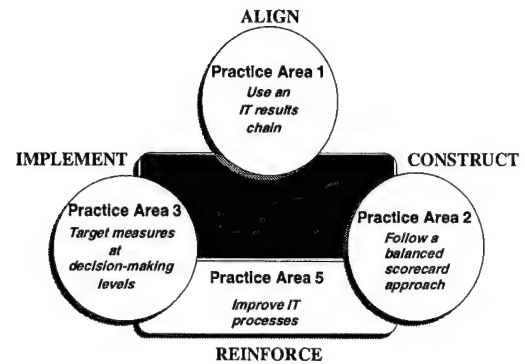 ALIGN
Practice Area 1
Use an
IT results
chain
IMPLEMENT
CONSTRUCT
Practice Area 3
Target measures
at
decision-making
levels
Practice Area 2
Follow a
balanced
scorecard
approach
Practice Area 5
Improve IT
processes
REINFORCE